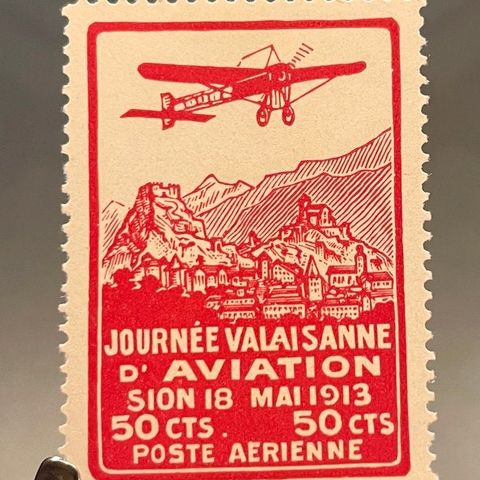 JOURNÉE VALAISANNE
D' AVIATION
SION 18 MAI 1913
50 CTS. 50 CTS
POSTE AERIENNE